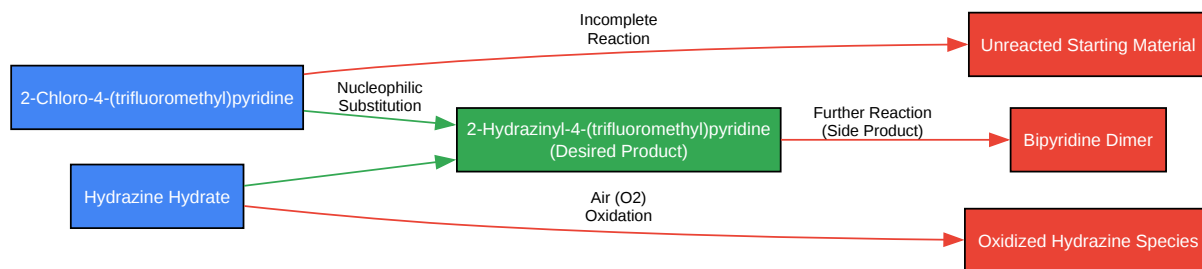 Incomplete
Reaction
Unreacted Starting Material
2-Chloro-4-(trifluoromethyl)pyridine
Nucleophilic
Substitution
2-Hydrazinyl-4-(trifluoromethyl)pyridine
(Desired Product)
Further Reaction
(Side Product)
Bipyridine Dimer
Hydrazine Hydrate
Air (O2)
Oxidation
Oxidized Hydrazine Species